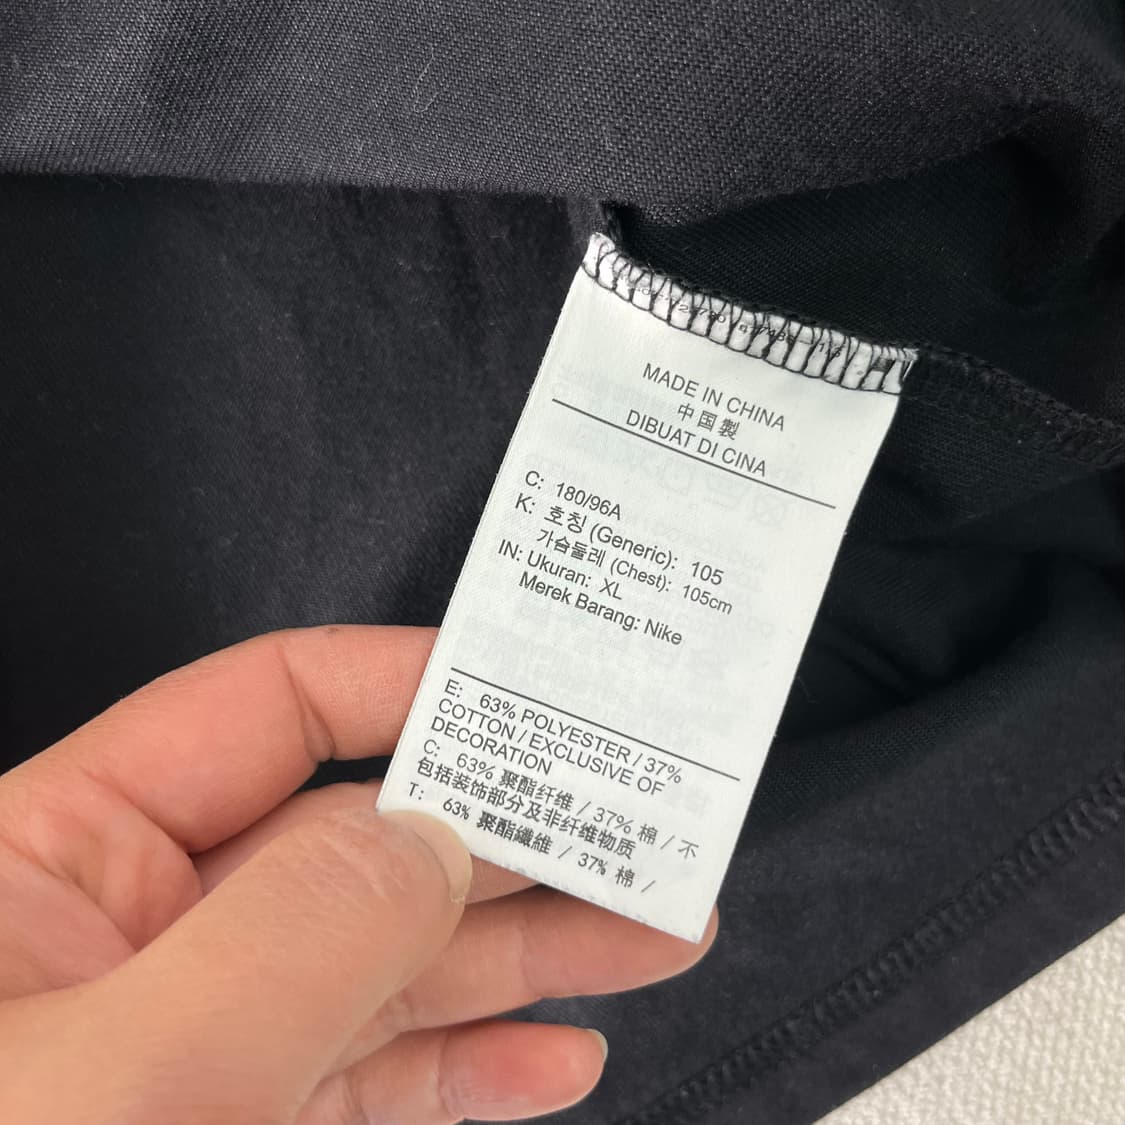 MADE IN CHINA
中国製
DIBUAT DI CINA
C: 180/96A
K: 호칭 (Generic): 105
가슴둘레 (Chest): 105cm
IN: Ukuran: XL
Merek Barang: Nike
E: 63% POLYESTER / 37%
COTTON / EXCLUSIVE OF
DECORATION
C: 63% 聚酯纤维 / 37% 棉 / 不
包括装饰部分及非纤维物质
T: 63% 聚酯纖維 / 37% 棉 /